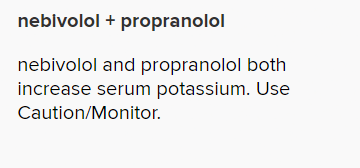 nebivolol + propranolol
nebivolol and propranolol both
increase serum potassium. Use
Caution/Monitor.